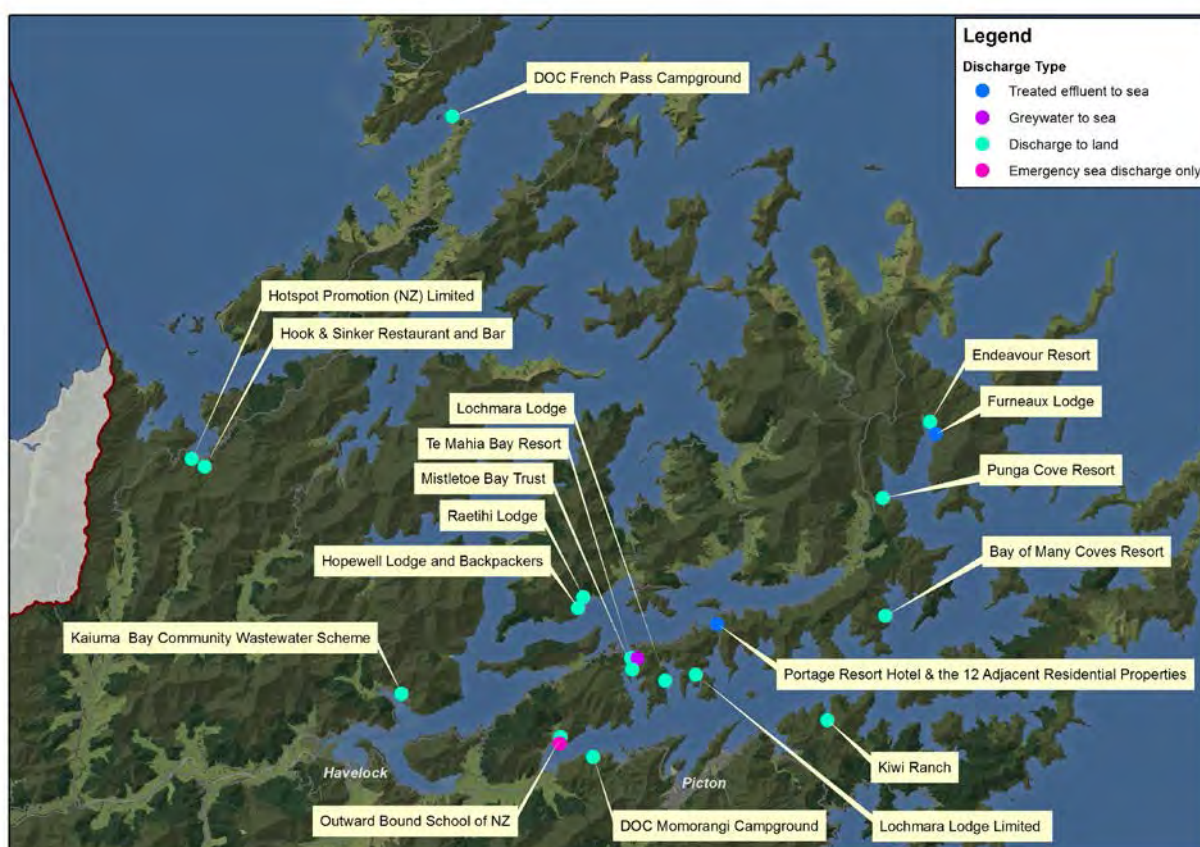 Legend
Discharge Type
Treated effluent to sea
Greywater to sea
Discharge to land
Emergency sea discharge only
DOC French Pass Campground
Hotspot Promotion (NZ) Limited
Hook & Sinker Restaurant and Bar
Endeavour Resort
Furneaux Lodge
Lochmara Lodge
Te Mahia Bay Resort
Mistletoe Bay Trust
Punga Cove Resort
Raetihi Lodge
Hopewell Lodge and Backpackers
Bay of Many Coves Resort
Kaiuma Bay Community Wastewater Scheme
Portage Resort Hotel & the 12 Adjacent Residential Properties
Kiwi Ranch
Havelock
Picton
Outward Bound School of NZ
DOC Momorangi Campground
Lochmara Lodge Limited